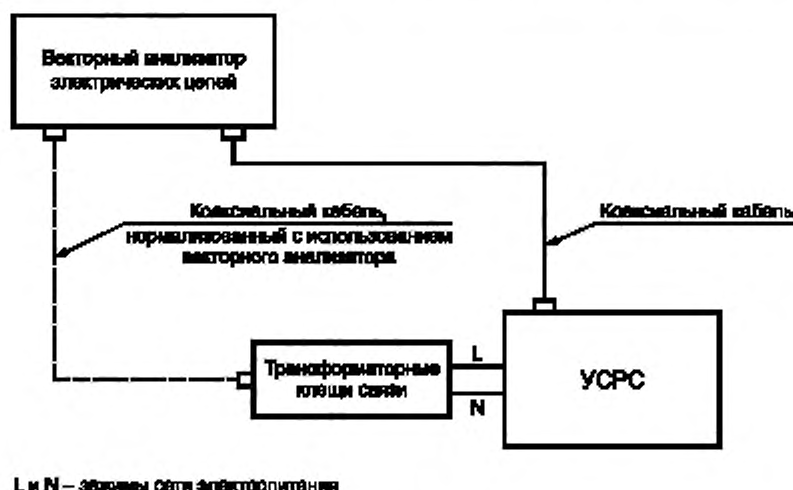 Векторный анализатор
электрических цепей
Коаксиальный кабель,
нормализованный с использованием
векторного анализатора
Коаксиальный кабель
Трансформаторные
клещи связи
L
N
УСРС
L и N – зажимы сети электропитания